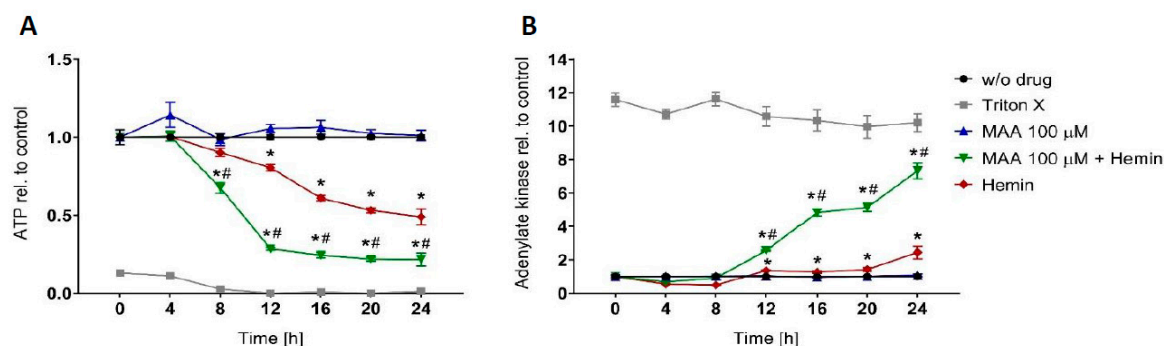 A
B
ATP rel. to control
1.5
1.0
0.5
0.0
*
*
*
*
*#
*#
*#
*#
*#
0 4 8 12 16 20 24
Time [h]
Adenylate kinase rel. to control
14
12
10
8
6
4
2
0
*#
*#
*#
*#
*
*
*
*
0 4 8 12 16 20 24
Time [h]
w/o drug
Triton X
MAA 100 µM
MAA 100 µM + Hemin
Hemin